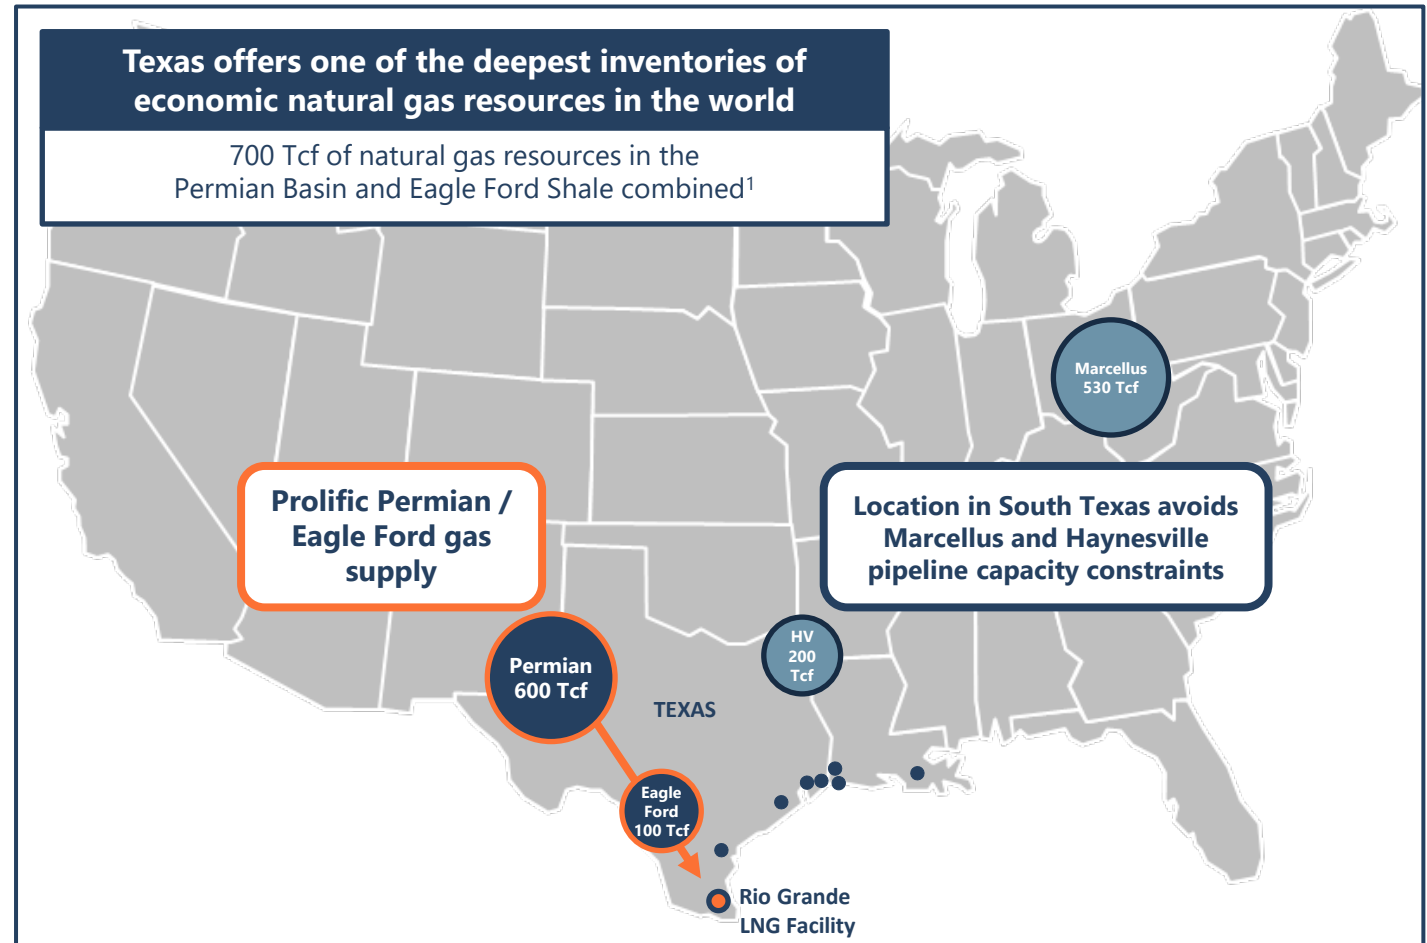 Texas offers one of the deepest inventories of
economic natural gas resources in the world
700 Tcf of natural gas resources in the
Permian Basin and Eagle Ford Shale combined¹
Marcellus
530 Tcf
Prolific Permian /
Eagle Ford gas
supply
Location in South Texas avoids
Marcellus and Haynesville
pipeline capacity constraints
HV
200
Tcf
Permian
600 Tcf
TEXAS
Eagle
Ford
100 Tcf
Rio Grande
LNG Facility